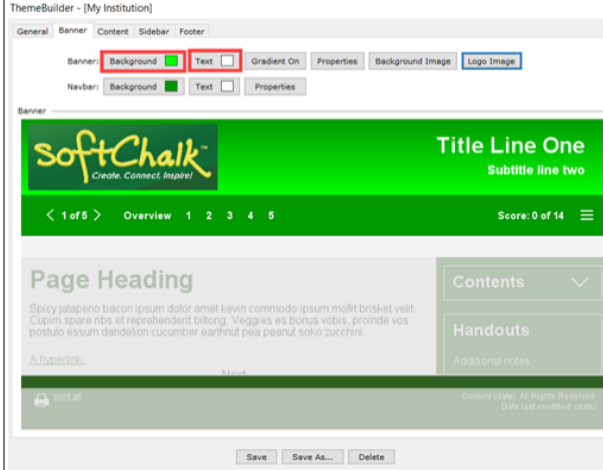 ThemeBuilder - [My Institution]
General Banner Content Sidebar Footer
Banner: Background Text Gradient On Properties Background Image Logo Image
Navbar: Background Text Properties
Banner
SoftChalk™
Create. Connect. Inspire!
Title Line One
Subtitle line two
< 1 of 5 > Overview 1 2 3 4 5 Score: 0 of 14
Page Heading
Spicy jalapeno bacon ipsum dolor amet kevin commodo ipsum mollit brisket velit.
Cupim spare ribs et reprehenderit biltong. Veggies es bonus vobis, proinde vos
postulo essum dandelion cucumber earthnut pea peanut soko zucchini.
A hyperlink.
Next
Contents
Handouts
Additional notes
print all
Content (date). All Rights Reserved.
Date last modified: (date)
Save Save As... Delete